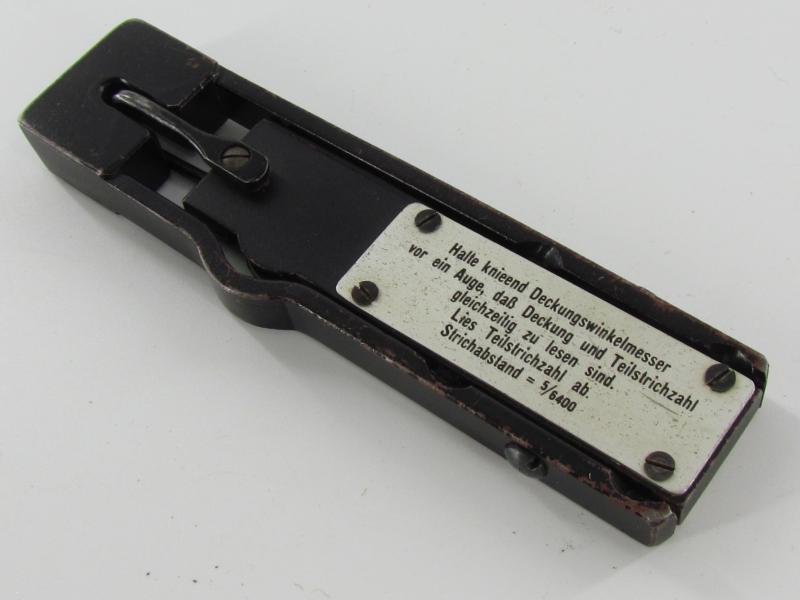 Halte knieend Deckungswinkelmesser
vor ein Auge, daß Deckung und Teilstrichzahl
gleichzeitig zu lesen sind.
Lies Teilstrichzahl ab.
Strichabstand = 5/6400